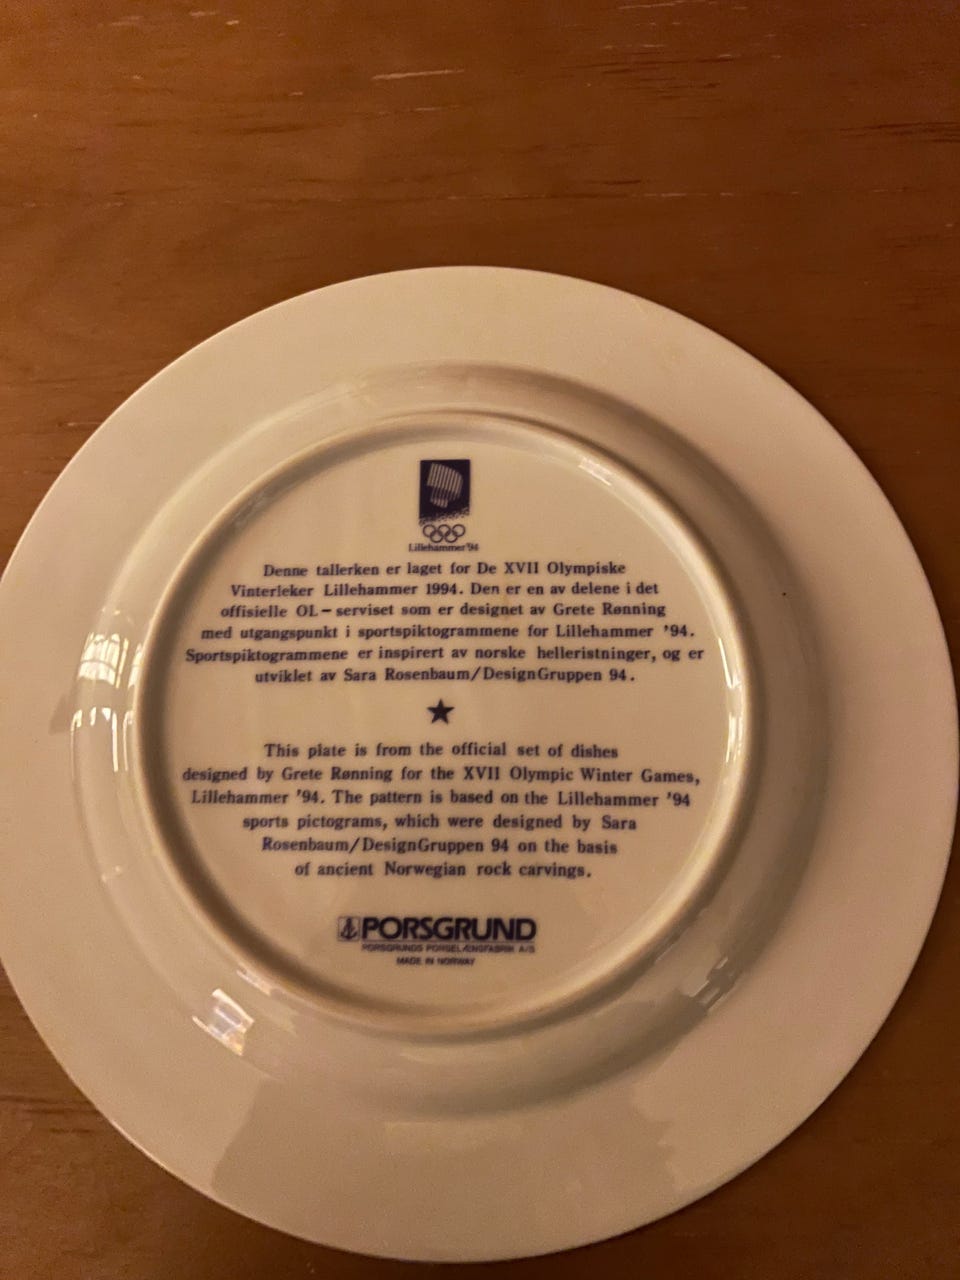 Lillehammer '94
Denne tallerken er laget for De XVII Olympiske
Vinterleker Lillehammer 1994. Den er en av delene i det
offisielle OL – serviset som er designet av Grete Rønning
med utgangspunkt i sportspiktogrammene for Lillehammer '94.
Sportspiktogrammene er inspirert av norske helleristninger, og er
utviklet av Sara Rosenbaum/DesignGruppen 94.
★
This plate is from the official set of dishes
designed by Grete Rønning for the XVII Olympic Winter Games,
Lillehammer '94. The pattern is based on the Lillehammer '94
sports pictograms, which were designed by Sara
Rosenbaum/DesignGruppen 94 on the basis
of ancient Norwegian rock carvings.
PORSGRUND
PORSGRUNDS PORSELÆNSFABRIK A/S
MADE IN NORWAY